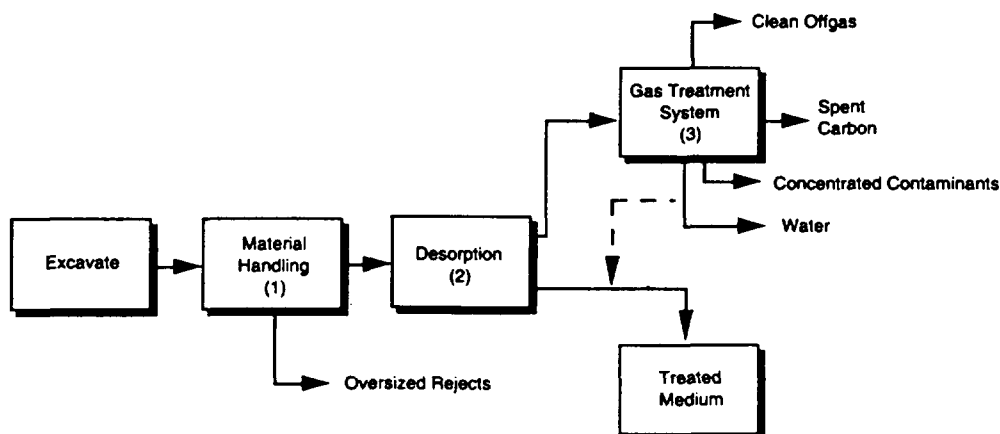 Clean Offgas
Gas Treatment
System
(3)
Spent
Carbon
Concentrated Contaminants
Water
Excavate
Material
Handling
(1)
Desorption
(2)
Oversized Rejects
Treated
Medium